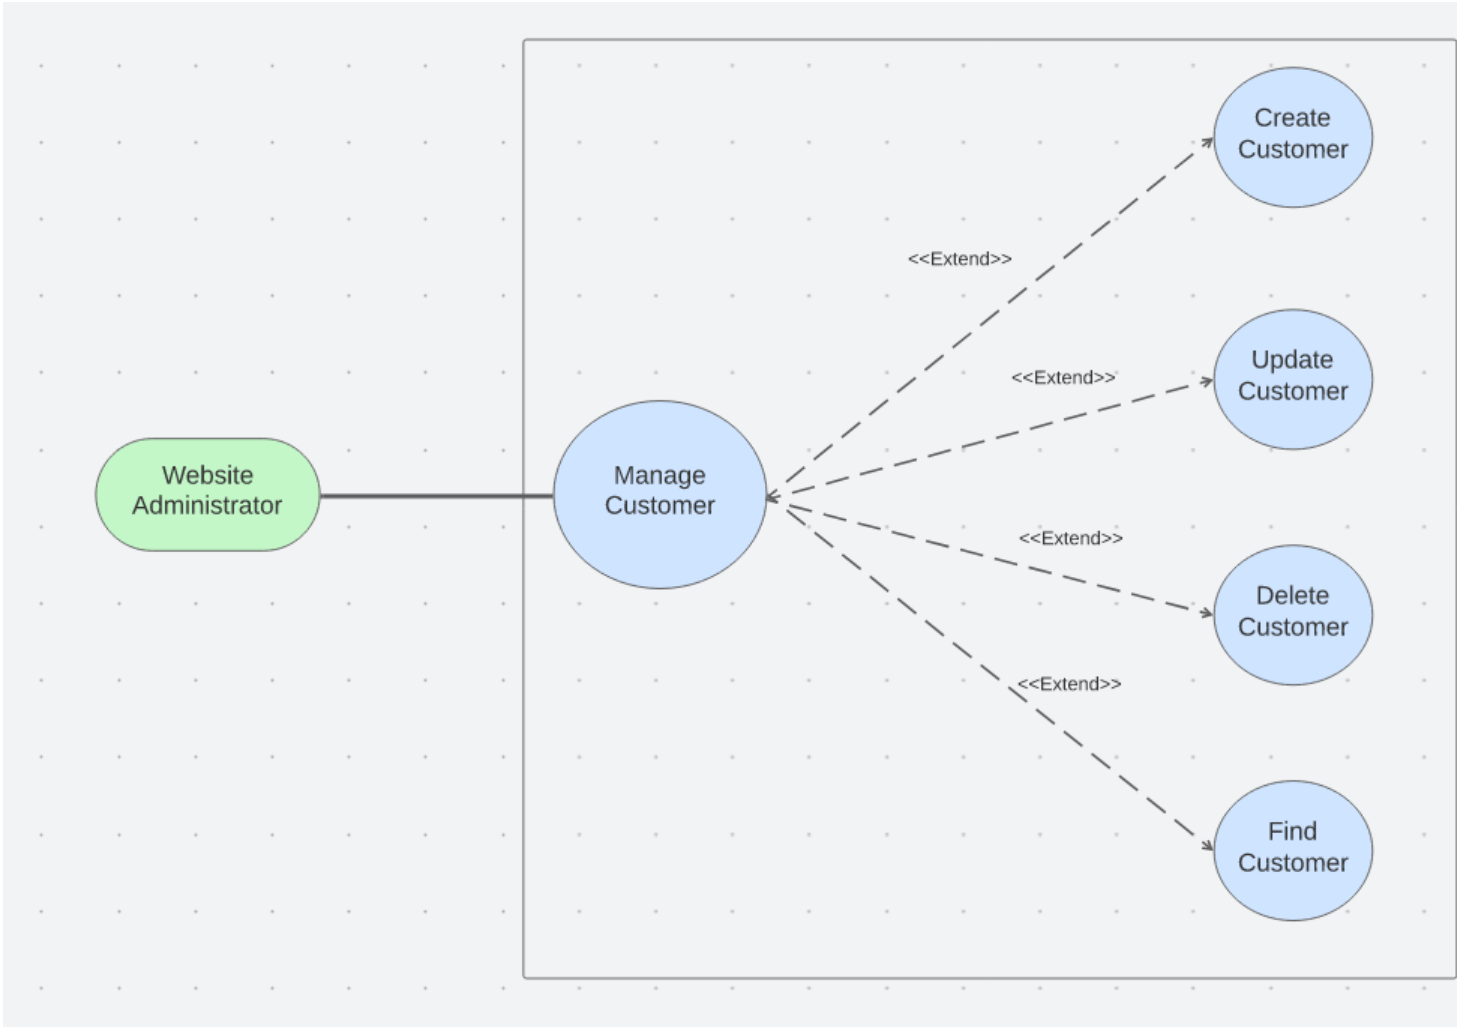 Create
Customer
<<Extend>>
Update
Customer
<<Extend>>
Website
Administrator
Manage
Customer
<<Extend>>
Delete
Customer
<<Extend>>
Find
Customer